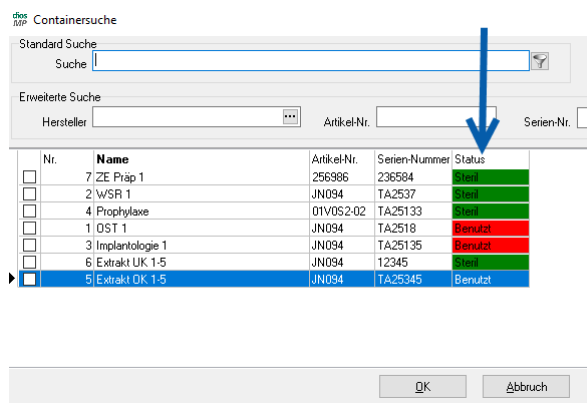 dios MP Containersuche
Standard Suche
Suche
Erweiterte Suche
Hersteller ... Artikel-Nr. Serien-Nr.
Nr. Name Artikel-Nr. Serien-Nummer Status
7 ZE Präp 1 256986 236584 Steril
2 WSR 1 JN094 TA2537 Steril
4 Prophylaxe 01V0S2-02 TA25133 Steril
1 OST 1 JN094 TA2518 Benutzt
3 Implantologie 1 JN094 TA25135 Benutzt
6 Extrakt UK 1-5 JN094 12345 Steril
5 Extrakt OK 1-5 JN094 TA25345 Benutzt
OK Abbruch